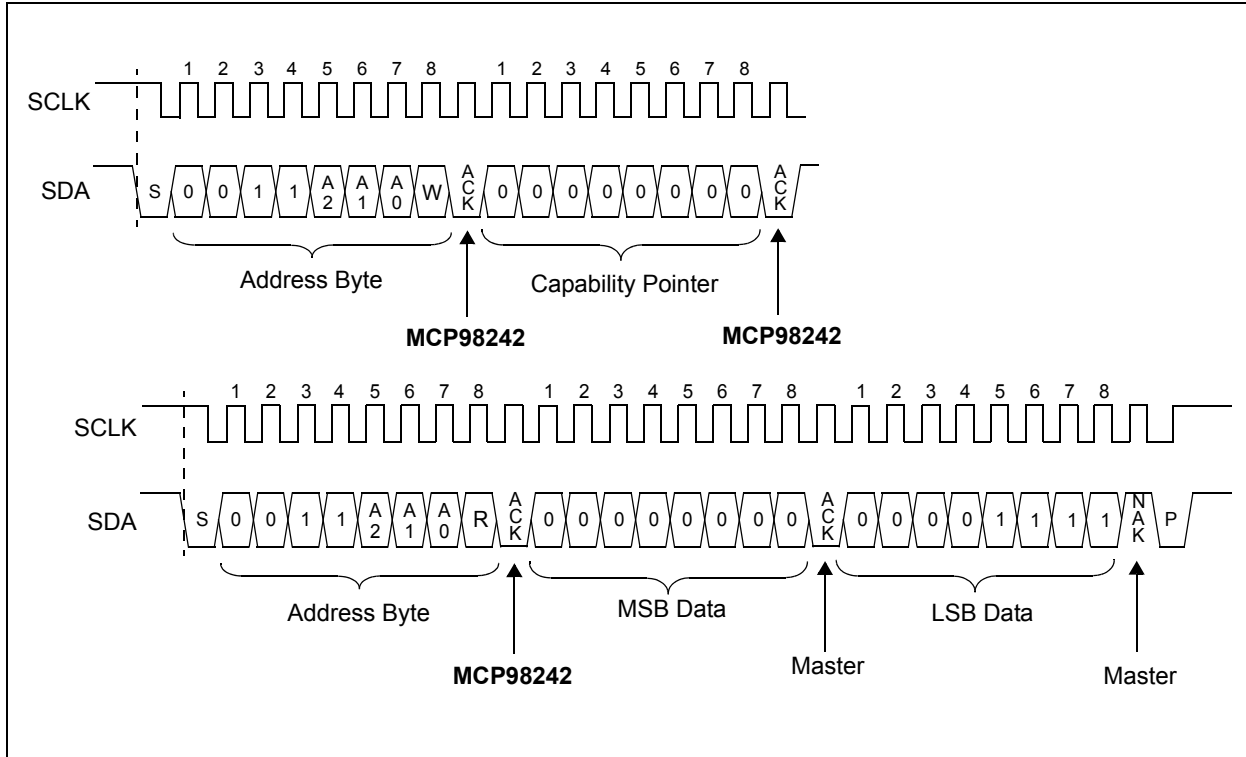 1 2 3 4 5 6 7 8 1 2 3 4 5 6 7 8
SCLK
SDA
S 0 0 1 1 A2 A1 A0 W ACK 0 0 0 0 0 0 0 0 ACK
Address Byte Capability Pointer
MCP98242 MCP98242
1 2 3 4 5 6 7 8 1 2 3 4 5 6 7 8 1 2 3 4 5 6 7 8
SCLK
SDA
S 0 0 1 1 A2 A1 A0 R ACK 0 0 0 0 0 0 0 0 ACK 0 0 0 0 1 1 1 1 NAK P
Address Byte MSB Data LSB Data
MCP98242 Master Master